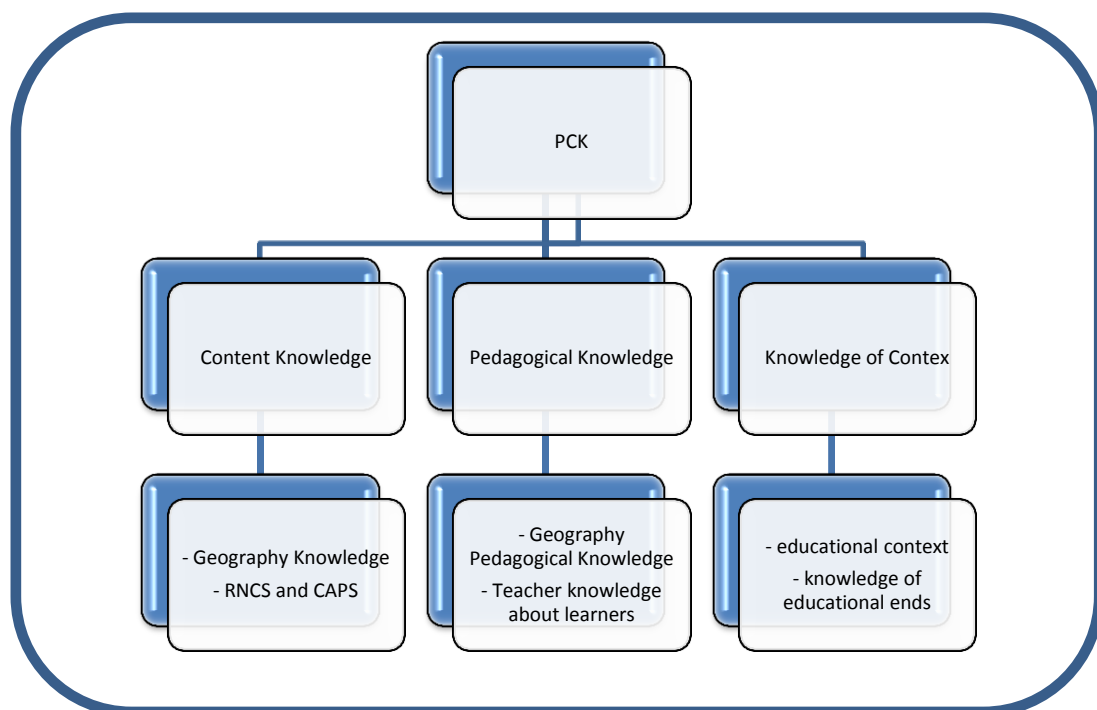 PCK
Content Knowledge
Pedagogical Knowledge
Knowledge of Contex
- Geography Knowledge
- RNCS and CAPS
- Geography
Pedagogical Knowledge
- Teacher knowledge
about learners
- educational context
- knowledge of
educational ends